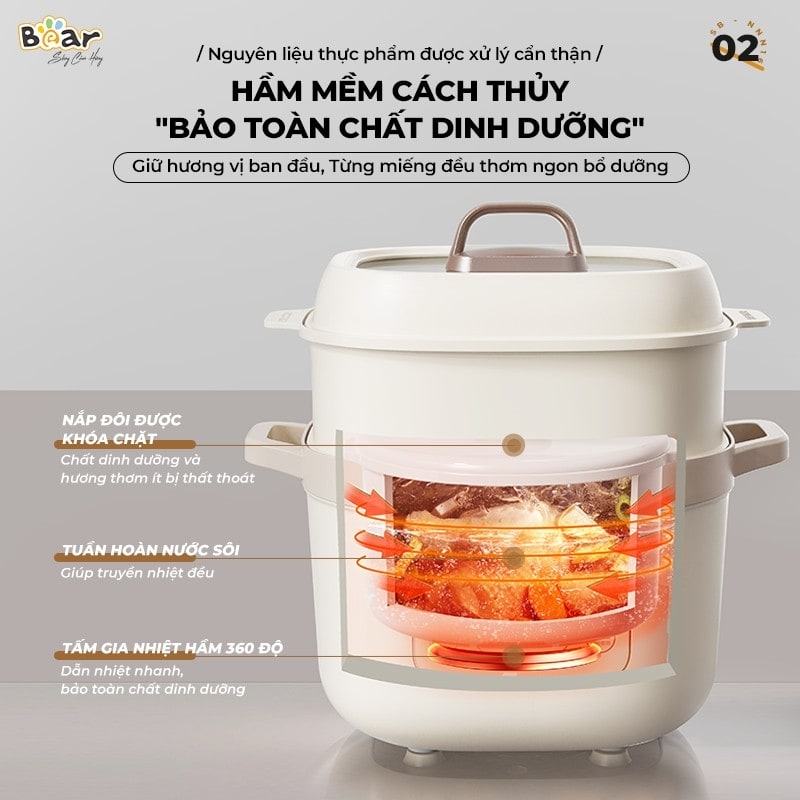 Bear
/ Nguyên liệu thực phẩm được xử lý cẩn thận /
02
HẦM MỀM CÁCH THỦY
"BẢO TOÀN CHẤT DINH DƯỠNG"
Giữ hương vị ban đầu, Từng miếng đều thơm ngon bổ dưỡng
NẮP ĐÔI ĐƯỢC
KHÓA CHẶT
Chất dinh dưỡng và
hương thơm ít bị thất thoát
TUẦN HOÀN NƯỚC SÔI
Giúp truyền nhiệt đều
TẤM GIA NHIỆT HẦM 360 ĐỘ
Dẫn nhiệt nhanh,
bảo toàn chất dinh dưỡng